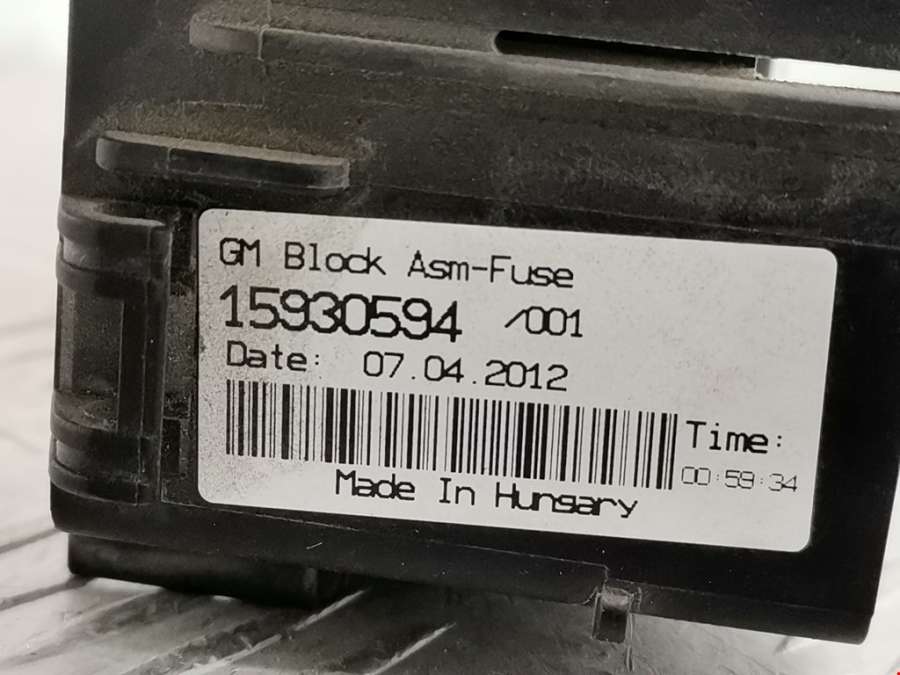 GM Block Asm-Fuse
15930594 /001
Date: 07.04.2012
Time:
00:59:34
Made In Hungary